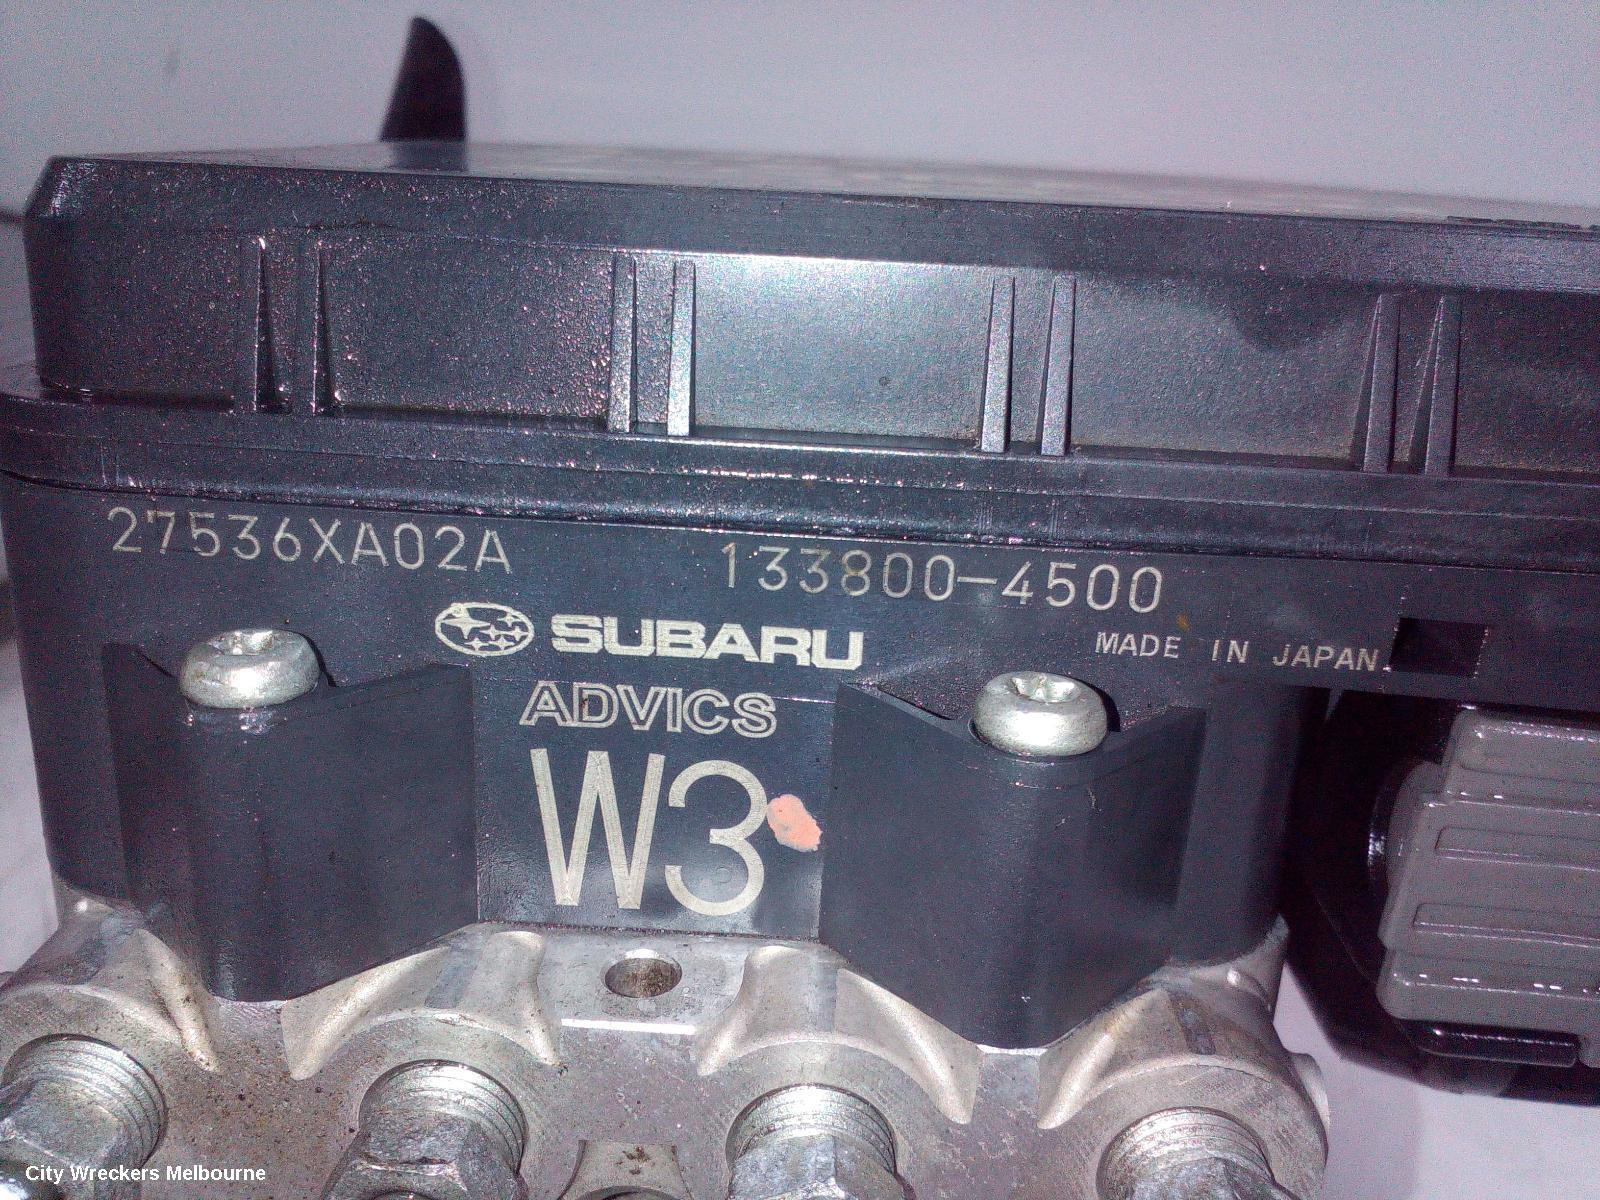 27536XA02A 133800-4500
SUBARU
MADE IN JAPAN
ADVICS
W3
City Wreckers Melbourne